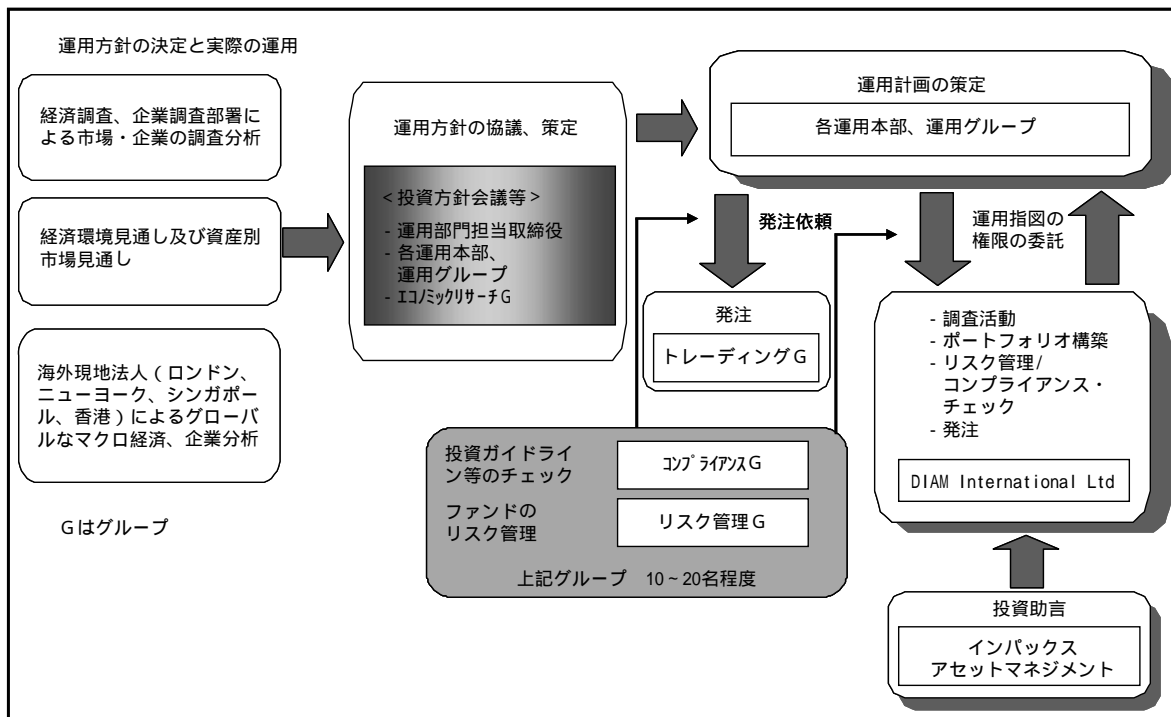 運用方針の決定と実際の運用
経済調査、企業調査部署に
よる市場・企業の調査分析
経済環境見通し及び資産別
市場見通し
海外現地法人（ロンドン、
ニューヨーク、シンガポー
ル、香港）によるグローバ
ルなマクロ経済、企業分析
Gはグループ
運用方針の協議、策定
<投資方針会議等>
- 運用部門担当取締役
- 各運用本部、
運用グループ
- ｴｺﾉﾐｯｸﾘｻｰﾁG
運用計画の策定
各運用本部、運用グループ
発注依頼
運用指図の
権限の委託
発注
トレーディングG
- 調査活動
- ポートフォリオ構築
- リスク管理/
コンプライアンス・
チェック
- 発注
DIAM International Ltd
投資ガイドライ
ン等のチェック
ｺﾝﾌﾟﾗｲｱﾝｽG
ファンドの
リスク管理
リスク管理G
上記グループ　10~20名程度
投資助言
インパックス
アセットマネジメント